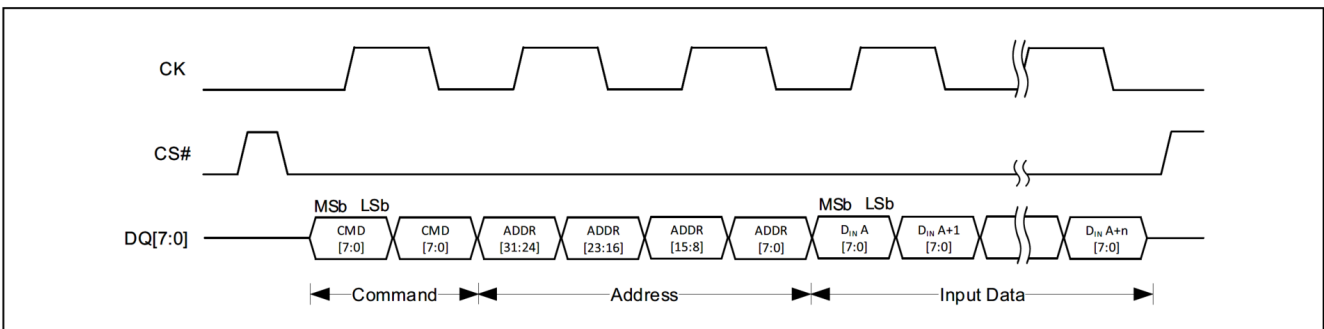 CK
CS#
MSb LSb MSb LSb
DQ[7:0]
CMD [7:0]
CMD [7:0]
ADDR [31:24]
ADDR [23:16]
ADDR [15:8]
ADDR [7:0]
DIN A [7:0]
DIN A+1 [7:0]
DIN A+n [7:0]
Command Address Input Data